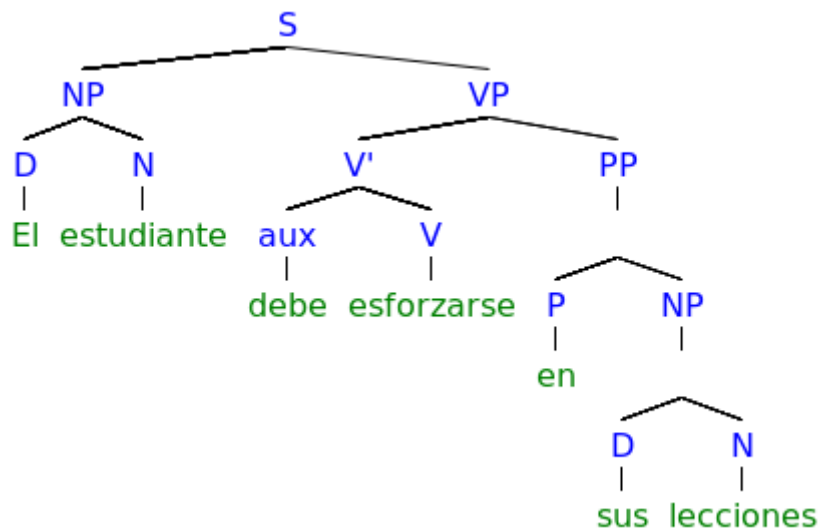 S
NP VP
D N V' PP
El estudiante aux V
debe esforzarse P NP
en
D N
sus lecciones